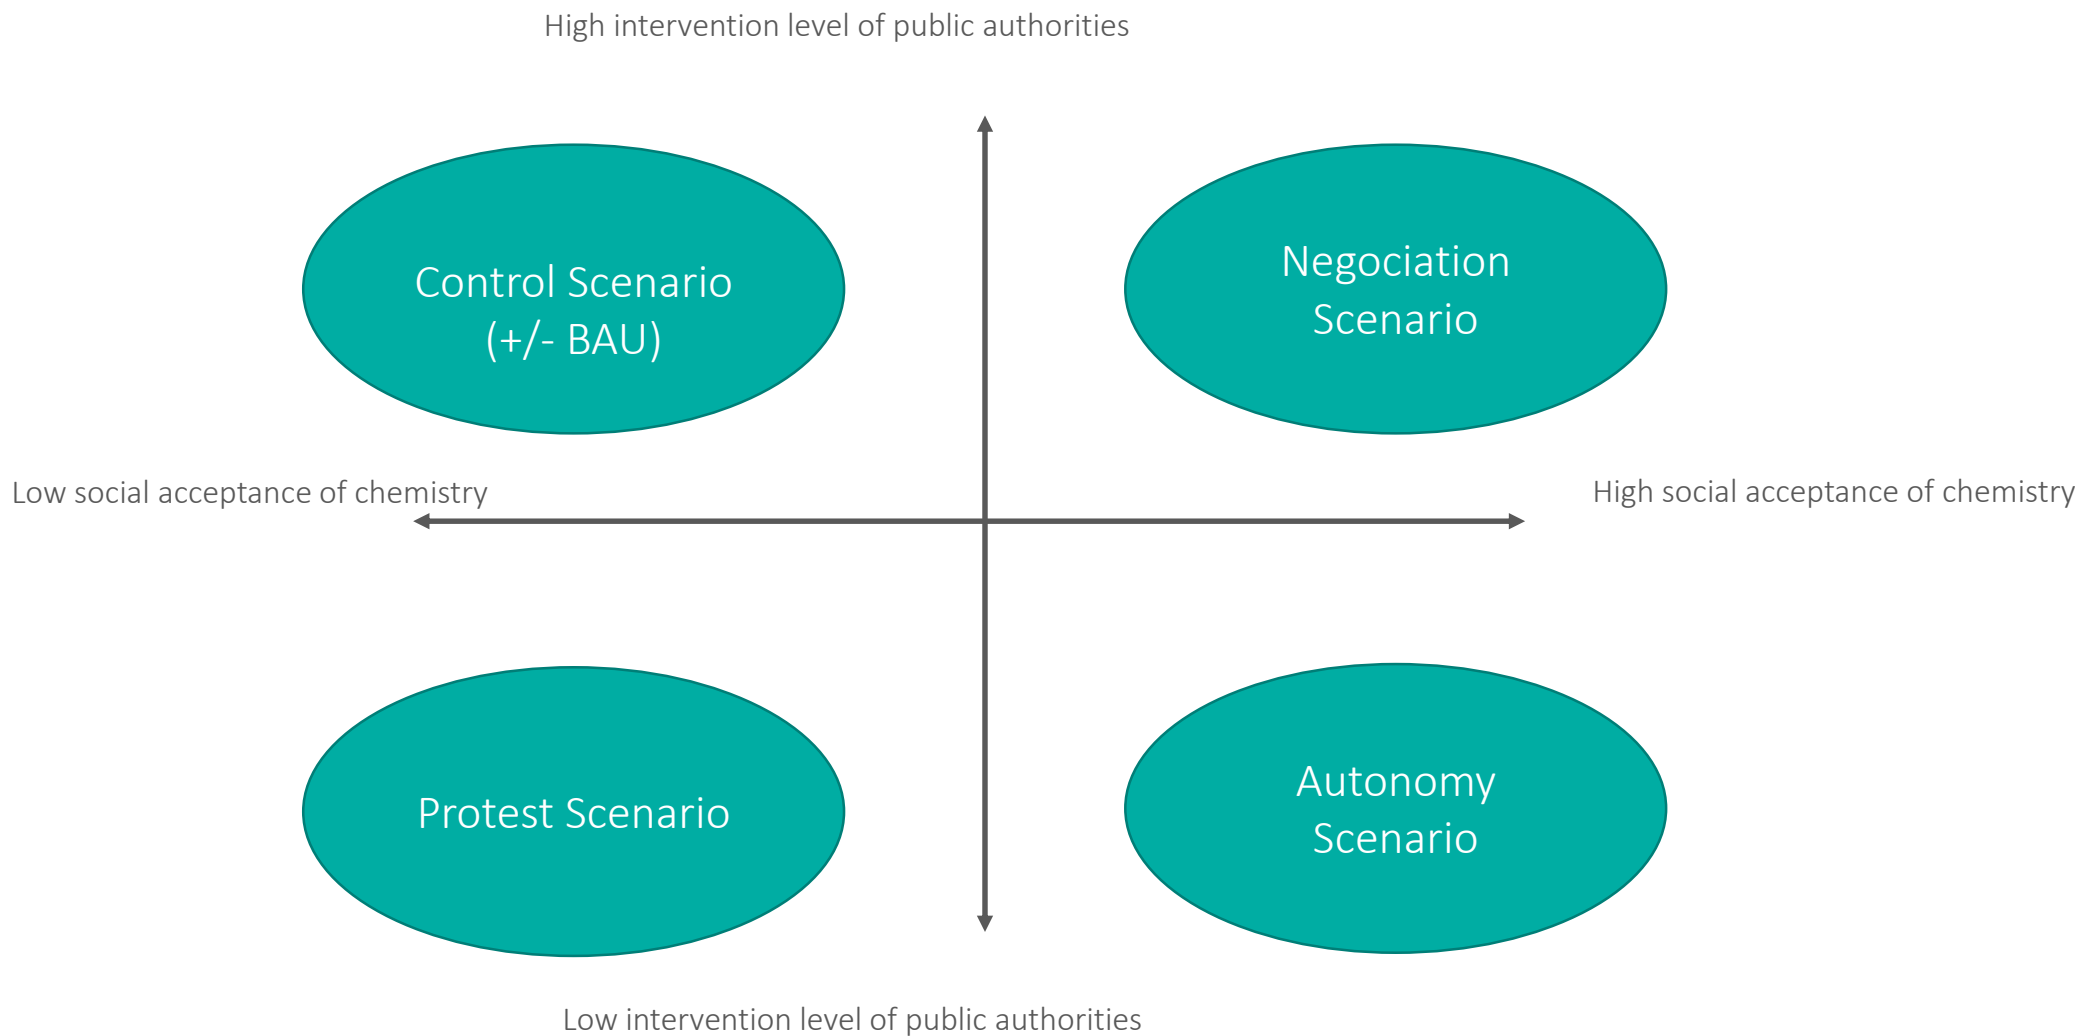 High intervention level of public authorities
Control Scenario
(+/- BAU)
Negociation
Scenario
Low social acceptance of chemistry
High social acceptance of chemistry
Protest Scenario
Autonomy
Scenario
Low intervention level of public authorities